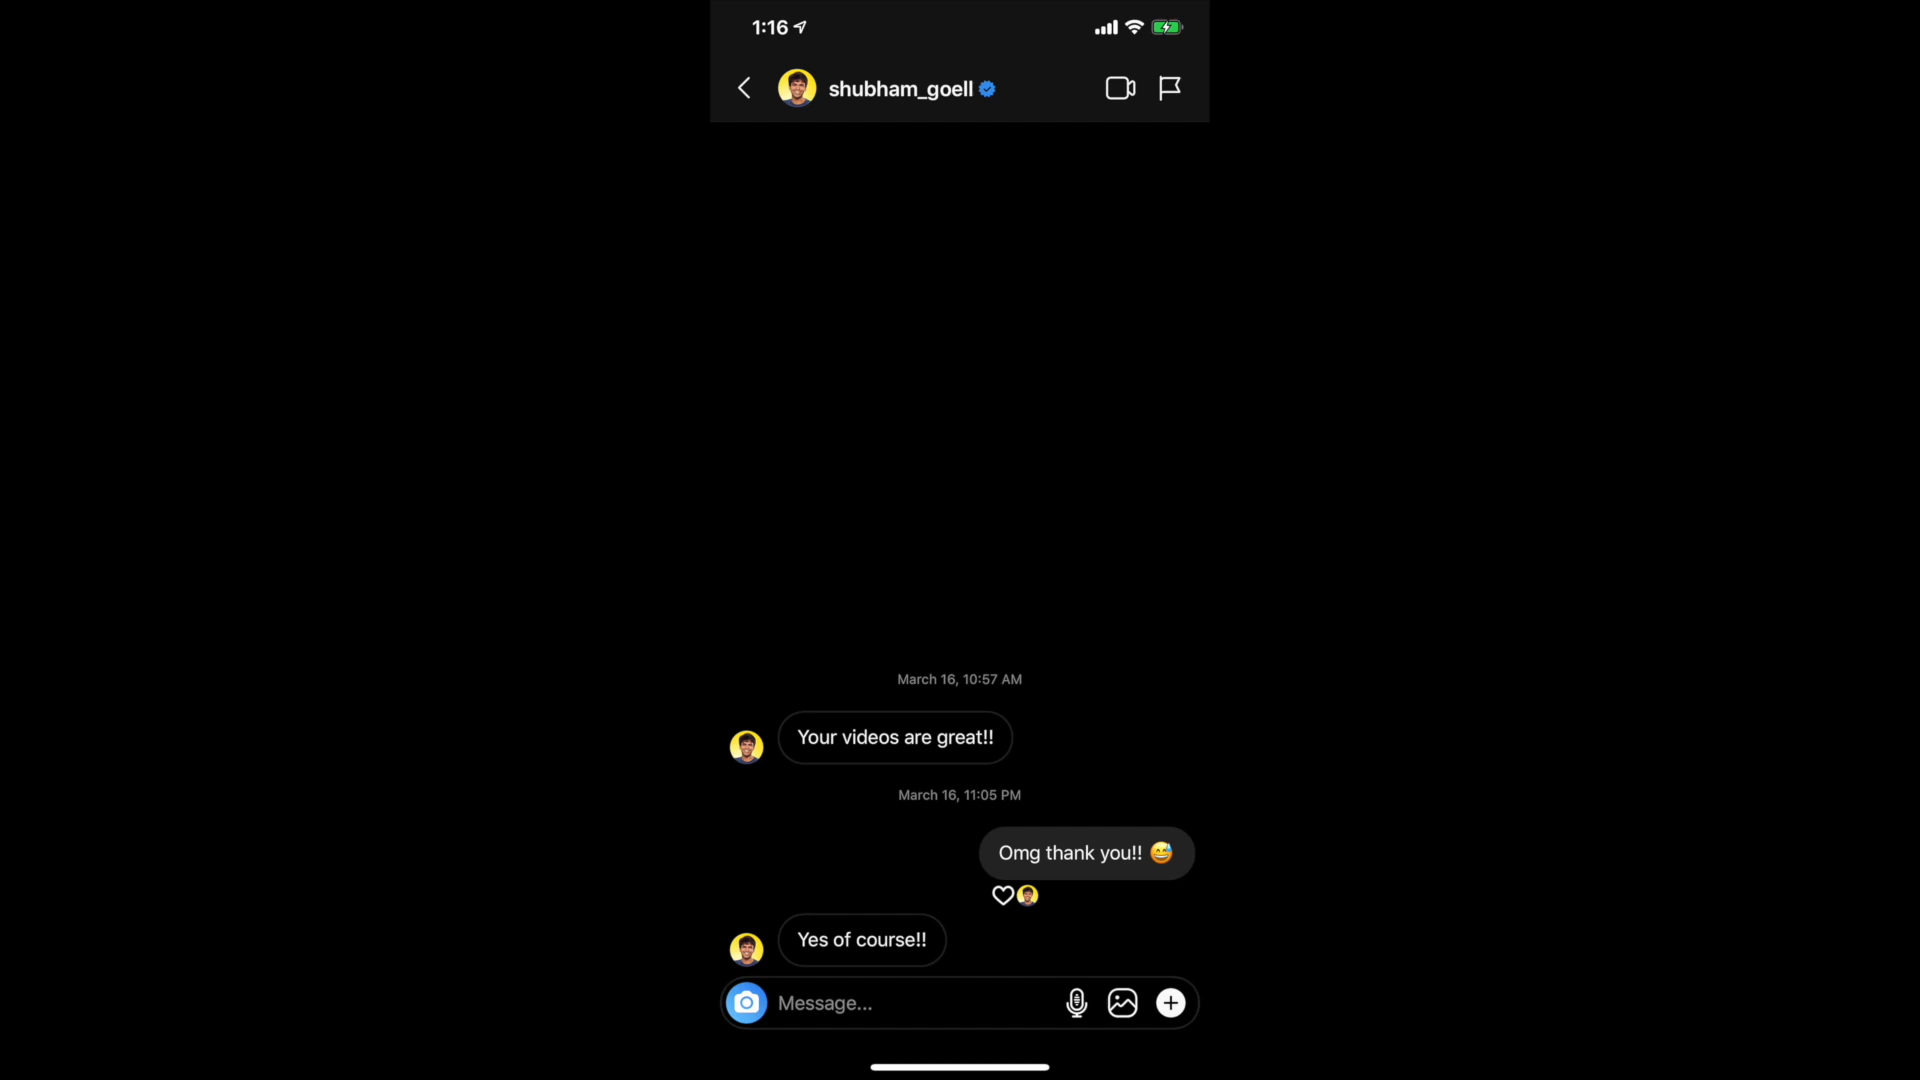 1:16
shubham_goell
March 16, 10:57 AM
Your videos are great!!
March 16, 11:05 PM
Omg thank you!! 😅
Yes of course!!
Message...